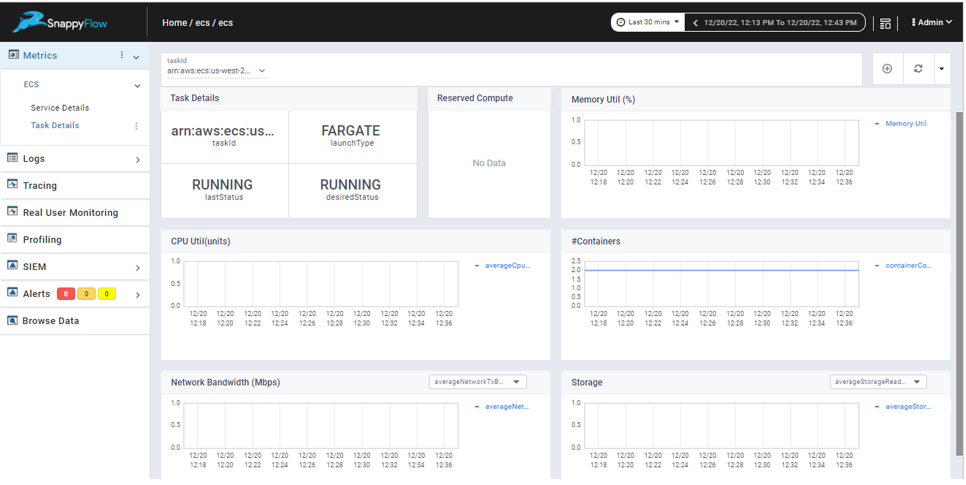 SnappyFlow
Home / ecs / ecs
Last 30 mins
12/20/22, 12:13 PM To 12/20/22, 12:43 PM
Admin
Metrics
ECS
Service Details
Task Details
Logs
Tracing
Real User Monitoring
Profiling
SIEM
Alerts 0 0 0
Browse Data
taskId
arn:aws:ecs:us-west-2...
Task Details
arn:aws:ecs:us...
taskId
FARGATE
launchType
RUNNING
lastStatus
RUNNING
desiredStatus
Reserved Compute
No Data
Memory Util (%)
1.0
0.5
0.0
12/20 12/20 12/20 12/20 12/20 12/20 12/20 12/20 12/20 12/20
12:18 12:20 12:22 12:24 12:26 12:28 12:30 12:32 12:34 12:36
Memory Util
CPU Util(units)
1.0
0.5
0.0
12/20 12/20 12/20 12/20 12/20 12/20 12/20 12/20 12/20 12/20
12:18 12:20 12:22 12:24 12:26 12:28 12:30 12:32 12:34 12:36
averageCpu...
#Containers
2.5
2.0
1.5
1.0
0.5
0.0
12/20 12/20 12/20 12/20 12/20 12/20 12/20 12/20 12/20 12/20
12:18 12:20 12:22 12:24 12:26 12:28 12:30 12:32 12:34 12:36
containerCo...
Network Bandwidth (Mbps)
averageNetworkTxB...
1.0
0.5
0.0
12/20 12/20 12/20 12/20 12/20 12/20 12/20 12/20 12/20 12/20
12:18 12:20 12:22 12:24 12:26 12:28 12:30 12:32 12:34 12:36
averageNet...
Storage
averageStorageRead...
1.0
0.5
0.0
12/20 12/20 12/20 12/20 12/20 12/20 12/20 12/20 12/20 12/20
12:18 12:20 12:22 12:24 12:26 12:28 12:30 12:32 12:34 12:36
averageStor...